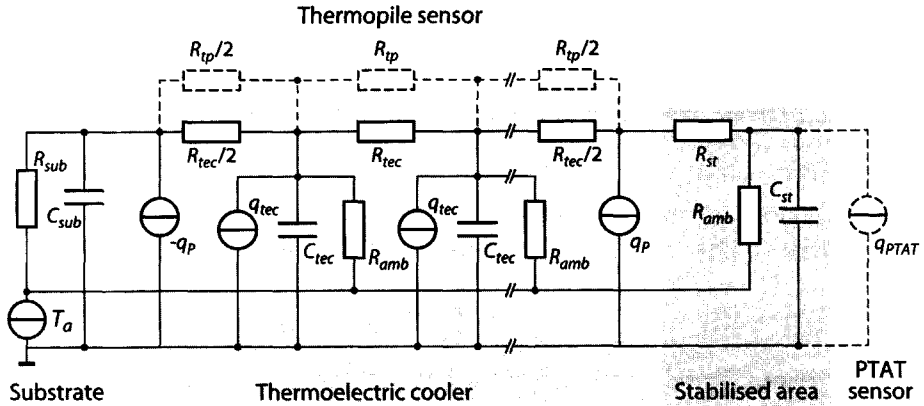 Thermopile sensor
R_tp/2 R_tp R_tp/2
R_sub R_tec/2 R_tec R_tec/2 R_st
C_sub -q_P q_tec C_tec R_amb q_tec C_tec R_amb q_P R_amb C_st q_PTAT
T_a
Substrate Thermoelectric cooler Stabilised area PTAT sensor